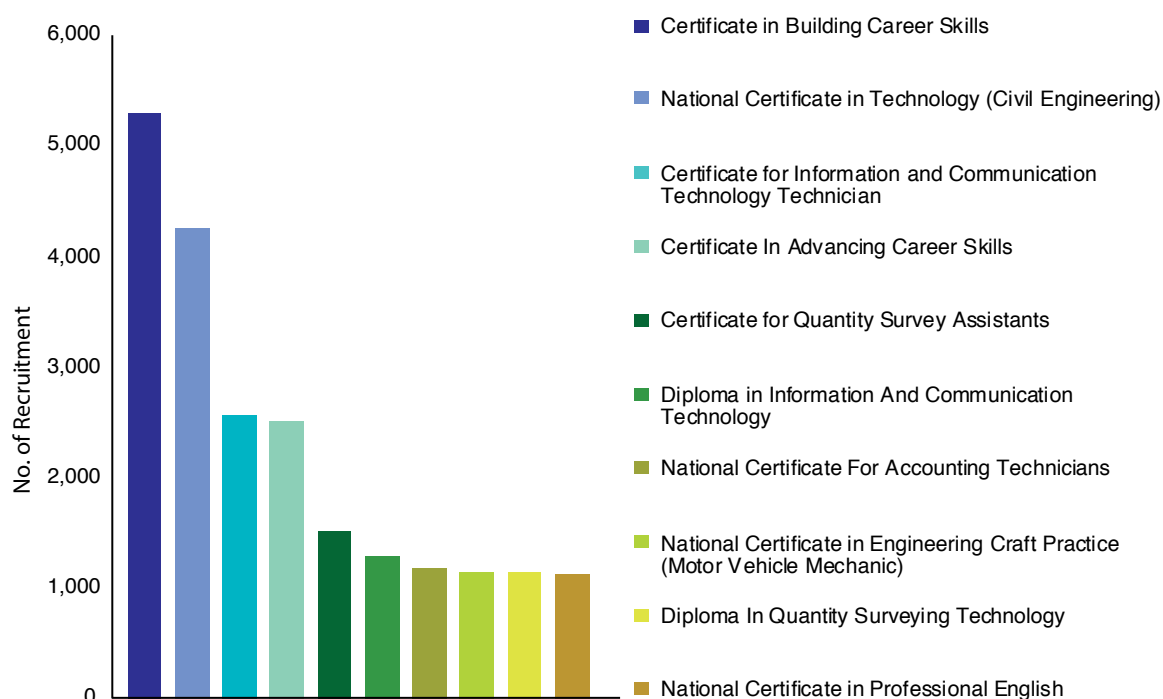 6,000
5,000
4,000
3,000
2,000
1,000
0
No. of Recruitment
Certificate in Building Career Skills
National Certificate in Technology (Civil Engineering)
Certificate for Information and Communication
Technology Technician
Certificate In Advancing Career Skills
Certificate for Quantity Survey Assistants
Diploma in Information And Communication
Technology
National Certificate For Accounting Technicians
National Certificate in Engineering Craft Practice
(Motor Vehicle Mechanic)
Diploma In Quantity Surveying Technology
National Certificate in Professional English